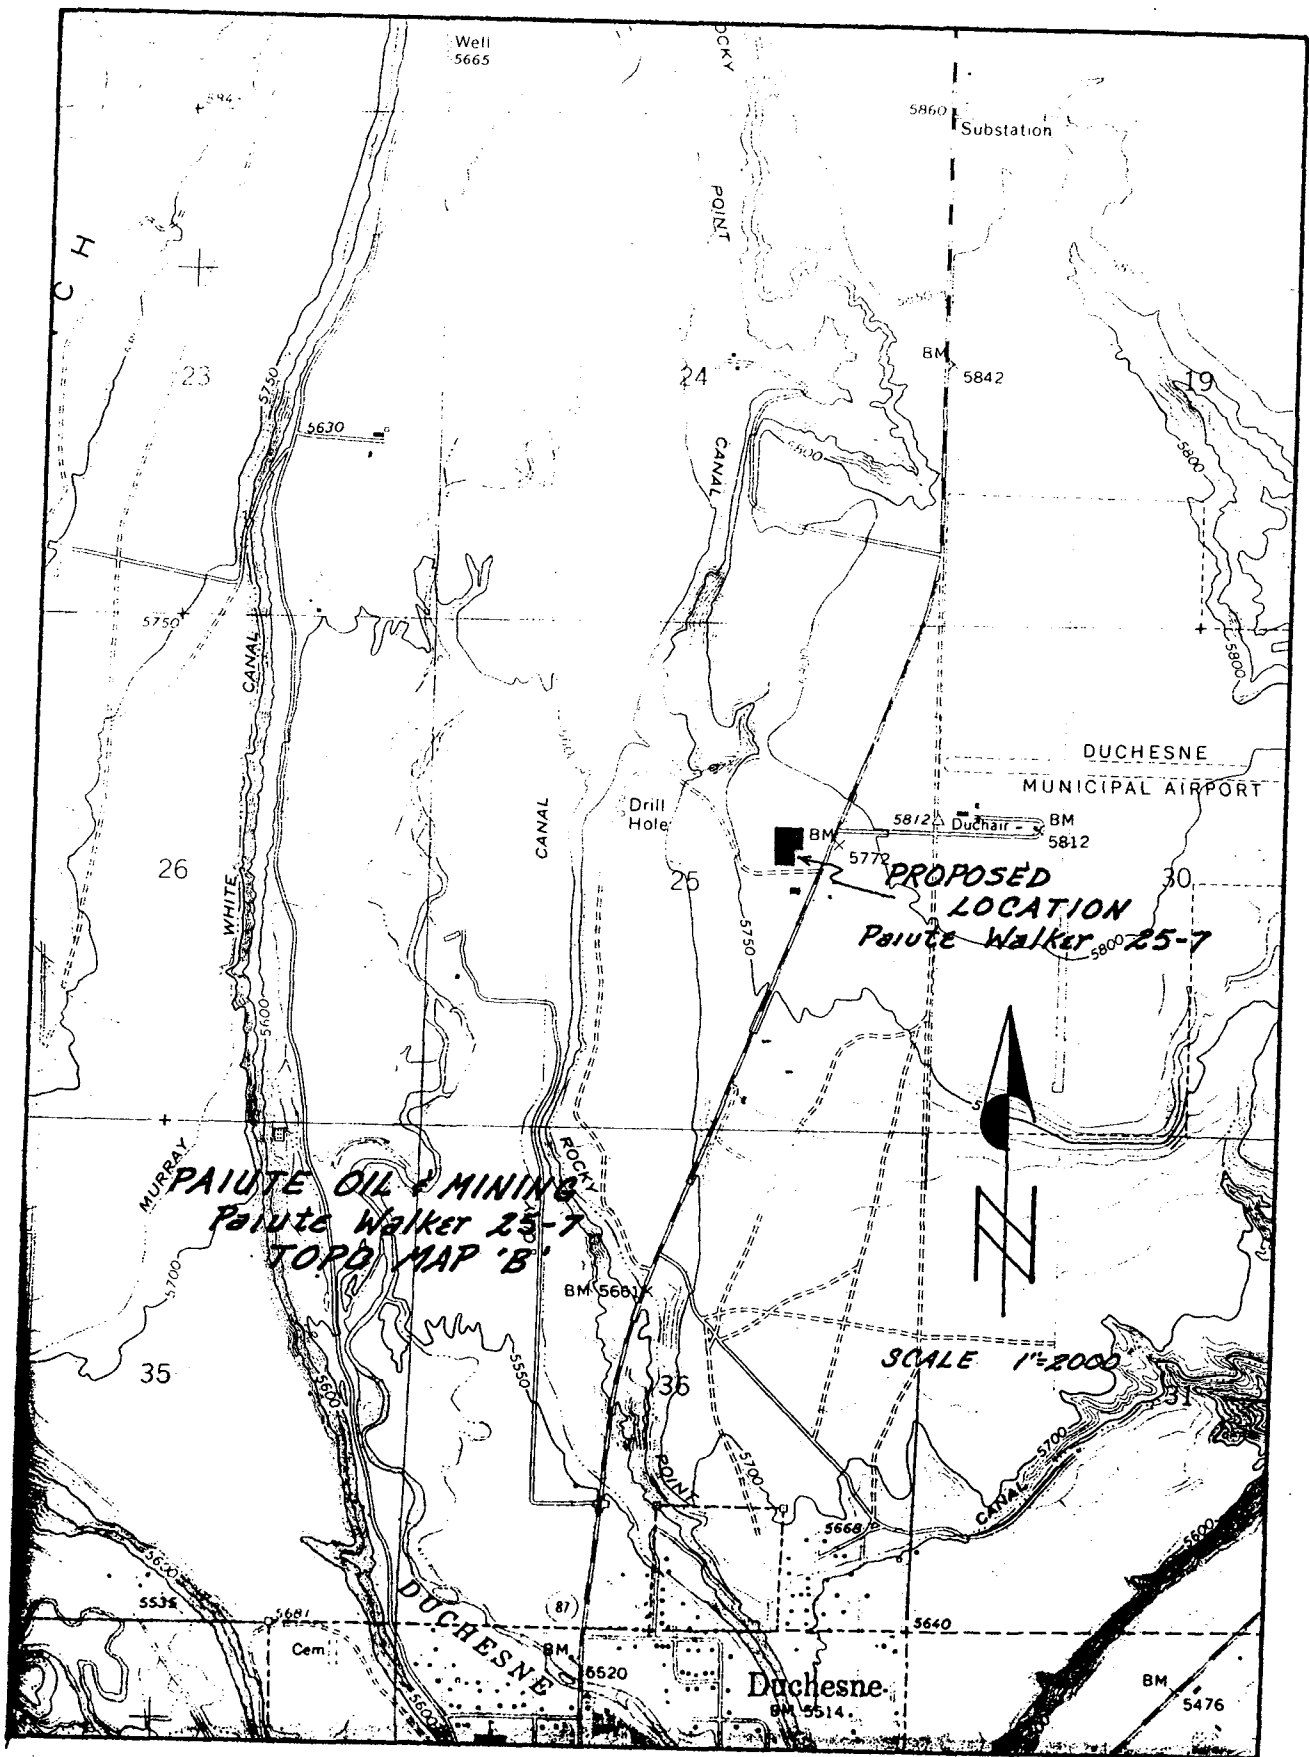 Well
5665
OCKY
5860
Substation
H
C
POINT
BM
5842
23
24
19
5750
5630
CANAL
5800
5750
CANAL
5800
DUCHESNE
MUNICIPAL AIRPORT
Drill
Hole
CANAL
BM
5772
5812
Duchair
BM
5812
26
25
30
WHITE
PROPOSED
LOCATION
Paiute Walker 25-7
5750
5800
5600
MURRAY
ROCKY
PAIUTE OIL & MINING
Paiute Walker 25-7
TOPO MAP 'B'
N
5700
BM 5661
SCALE 1"=2000
35
5600
5550
36
31
5700
5700
POINT
CANAL
5668
5600
5600
5535
5681
87
5640
Cem
DUCHESNE
BM
5520
Duchesne
BM 5514
BM
5476
5600